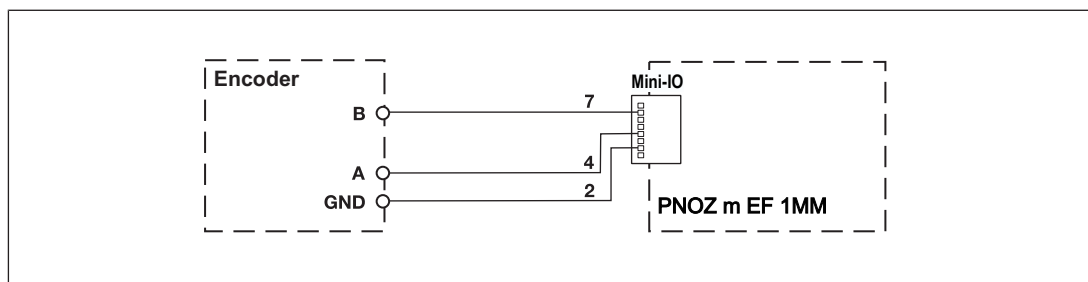 Encoder
Mini-IO
B
7
A
4
GND
2
PNOZ m EF 1MM